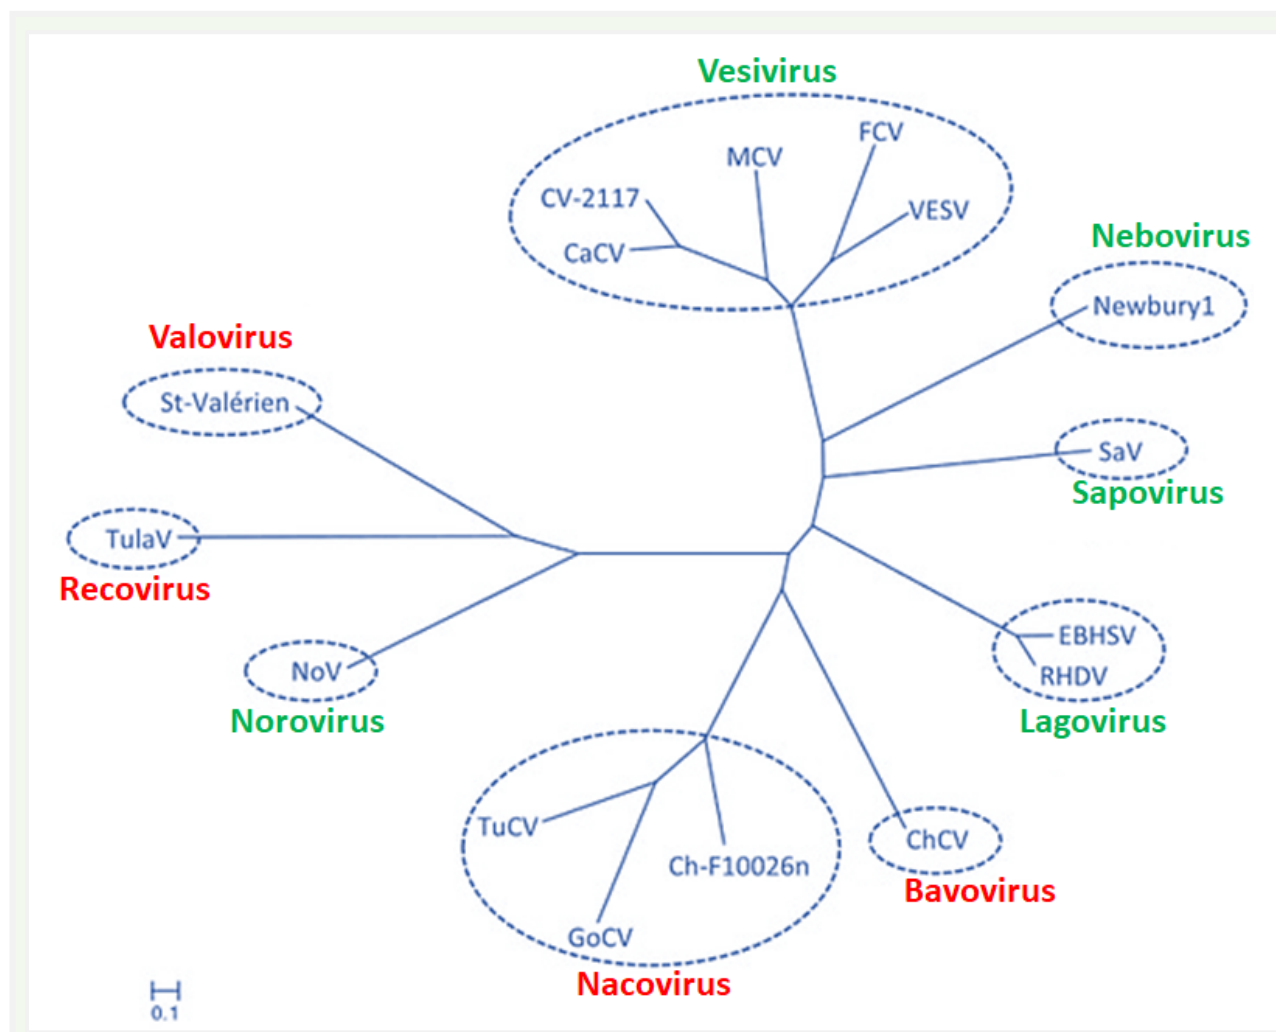 Vesivirus
FCV
MCV
CV-2117
VESV
CaCV
Nebovirus
Newbury1
Valovirus
St-Valérien
SaV
Sapovirus
TulaV
Recovirus
EBHSV
RHDV
NoV
Norovirus
Lagovirus
TuCV
Ch-F10026n
ChCV
Bavovirus
GoCV
Nacovirus
0.1